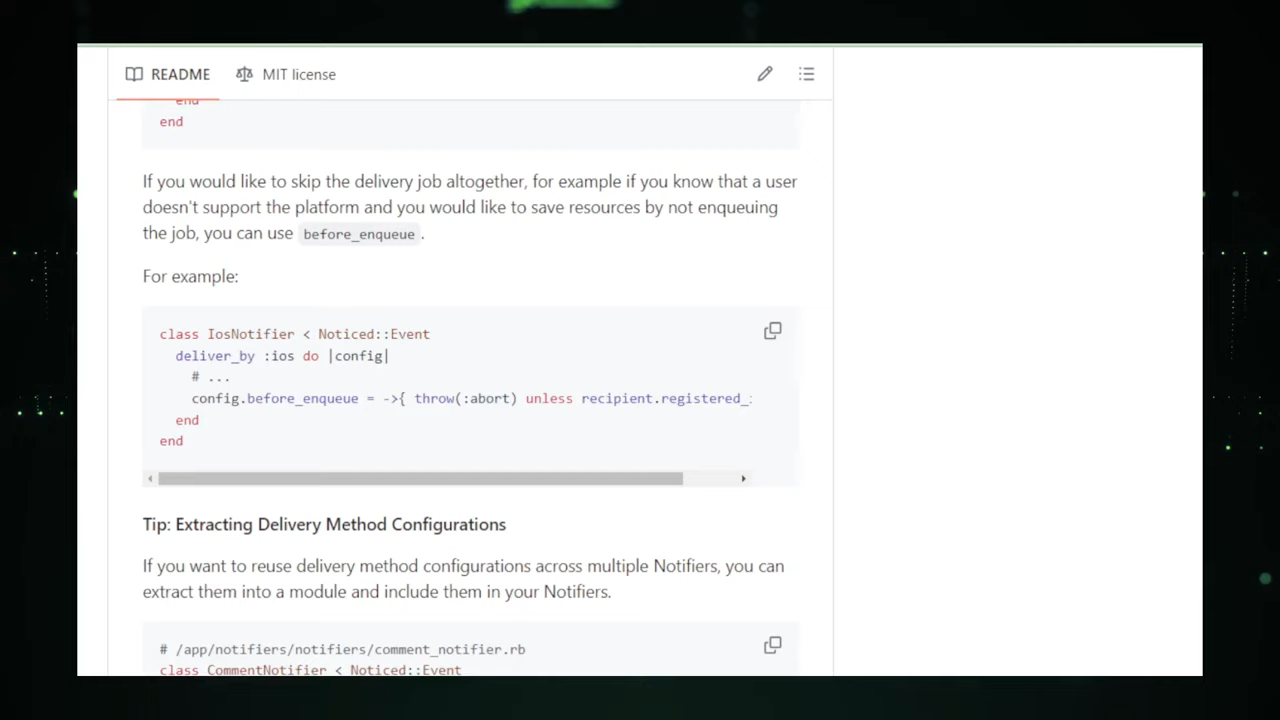 README MIT license
end
end
If you would like to skip the delivery job altogether, for example if you know that a user
doesn't support the platform and you would like to save resources by not enqueuing
the job, you can use before_enqueue .
For example:
class IosNotifier < Noticed::Event
deliver_by :ios do |config|
# ...
config.before_enqueue = ->{ throw(:abort) unless recipient.registered_
end
end
Tip: Extracting Delivery Method Configurations
If you want to reuse delivery method configurations across multiple Notifiers, you can
extract them into a module and include them in your Notifiers.
# /app/notifiers/notifiers/comment_notifier.rb
class CommentNotifier < Noticed::Event